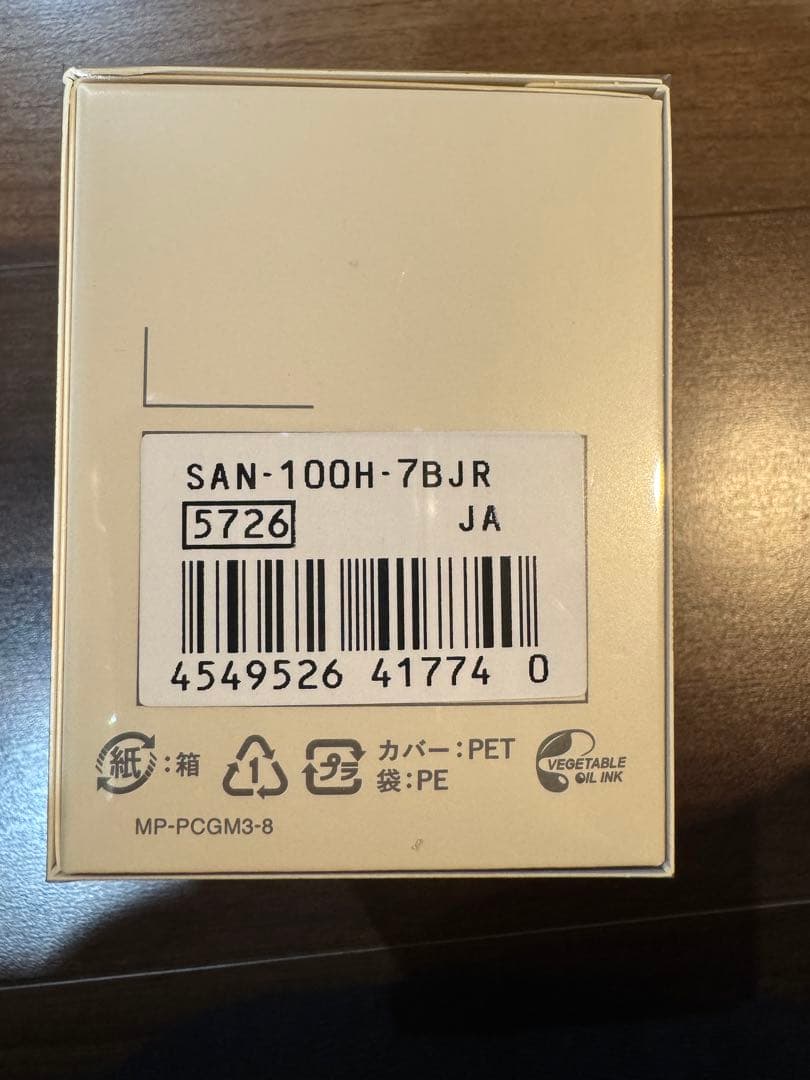 SAN-100H-7BJR
5726 JA
4549526 41774 0
紙:箱 1 プラ カバー:PET
袋:PE
VEGETABLE
OIL INK
MP-PCGM3-8